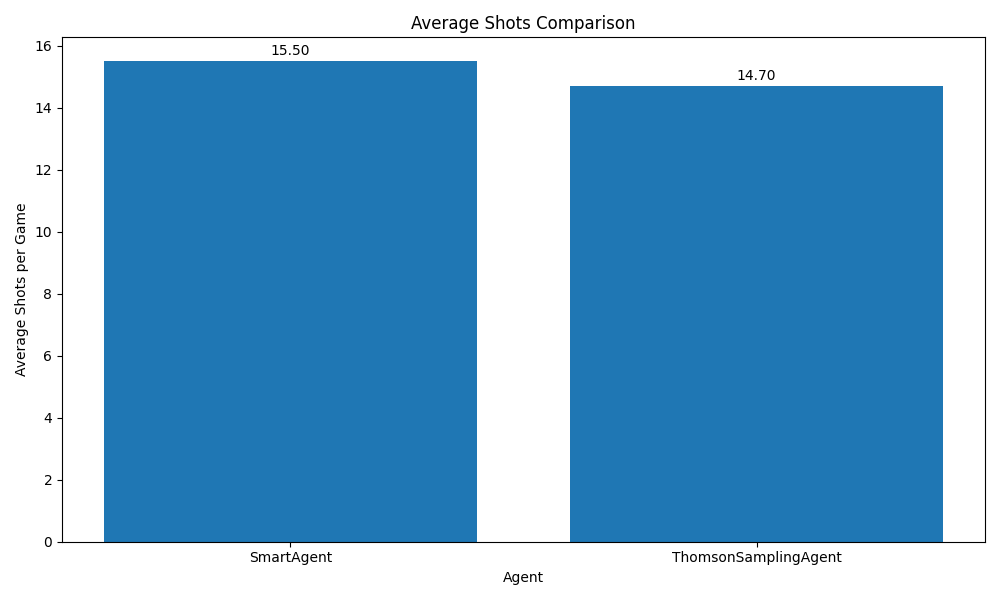 Average Shots Comparison
Average Shots per Game
16
14
12
10
8
6
4
2
0
15.50
14.70
SmartAgent
ThomsonSamplingAgent
Agent